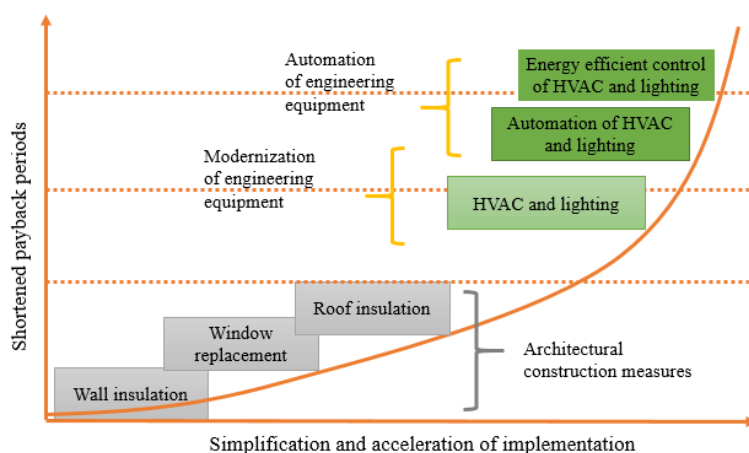 Shortened payback periods
Automation
of engineering
equipment
Energy efficient control
of HVAC and lighting
Automation of HVAC
and lighting
Modernization
of engineering
equipment
HVAC and lighting
Roof insulation
Window
replacement
Wall insulation
Architectural
construction measures
Simplification and acceleration of implementation